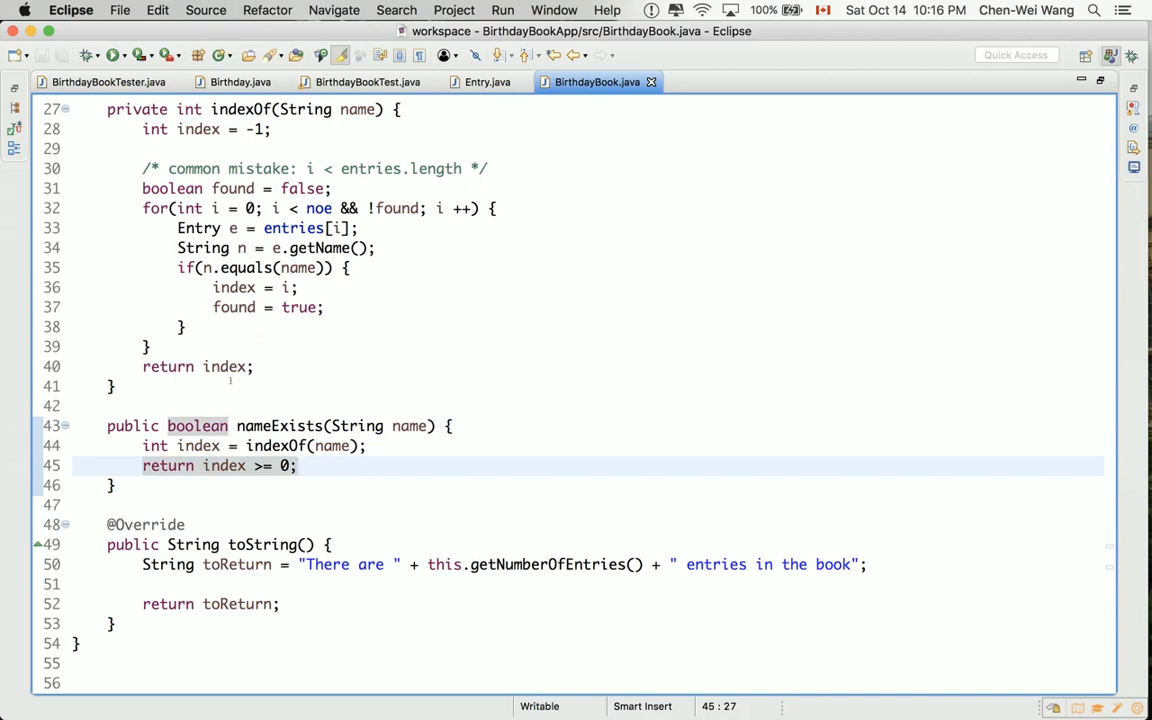 Eclipse File Edit Source Refactor Navigate Search Project Run Window Help 100% Sat Oct 14 10:16 PM Chen-Wei Wang
workspace - BirthdayBookApp/src/BirthdayBook.java - Eclipse
Quick Access
BirthdayBookTester.java Birthday.java BirthdayBookTest.java Entry.java BirthdayBook.java
27 private int indexOf(String name) {
28 int index = -1;
29
30 /* common mistake: i < entries.length */
31 boolean found = false;
32 for(int i = 0; i < noe && !found; i ++) {
33 Entry e = entries[i];
34 String n = e.getName();
35 if(n.equals(name)) {
36 index = i;
37 found = true;
38 }
39 }
40 return index;
41 }
42
43 public boolean nameExists(String name) {
44 int index = indexOf(name);
45 return index >= 0;
46 }
47
48 @Override
49 public String toString() {
50 String toReturn = "There are " + this.getNumberOfEntries() + " entries in the book";
51
52 return toReturn;
53 }
54 }
55
56
Writable Smart Insert 45 : 27